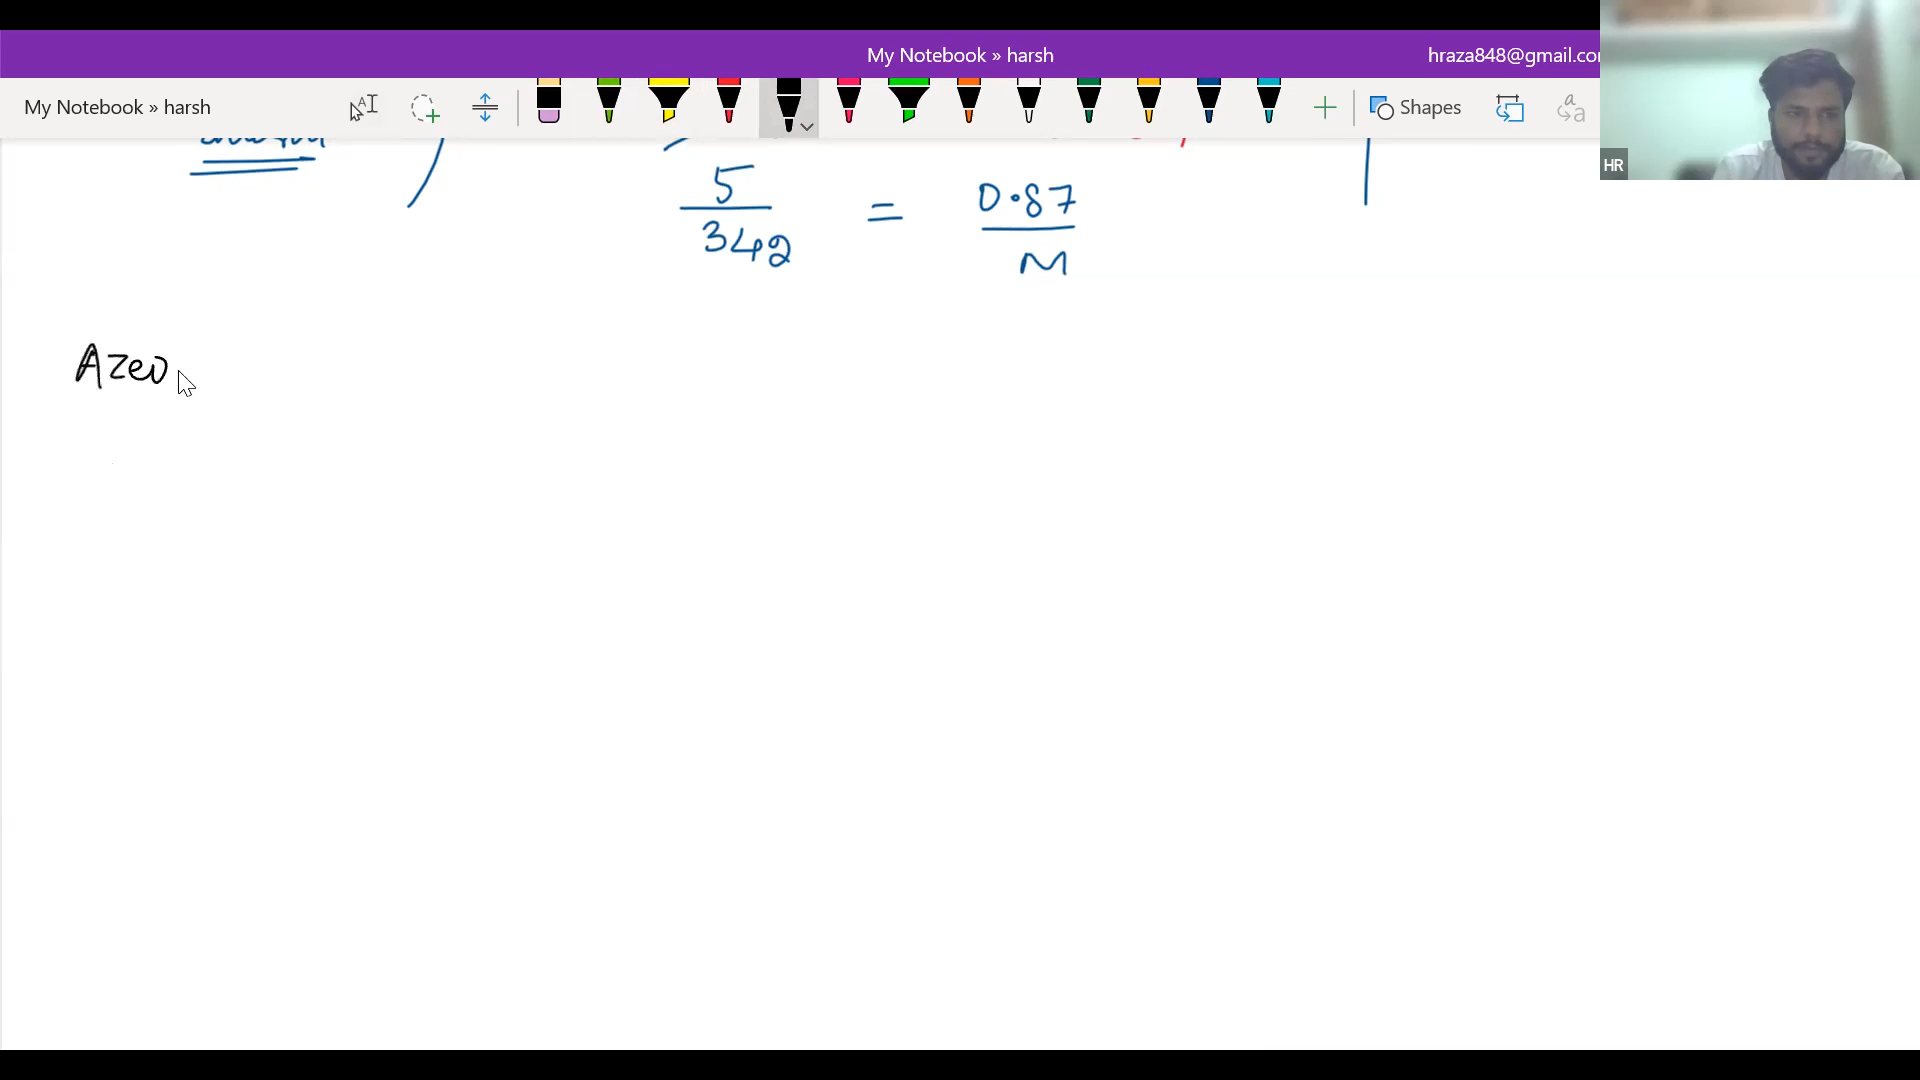 My Notebook » harsh
hraza848@gmail.co
My Notebook » harsh
Shapes
HR
5
342
=
0.87
M
Azeo